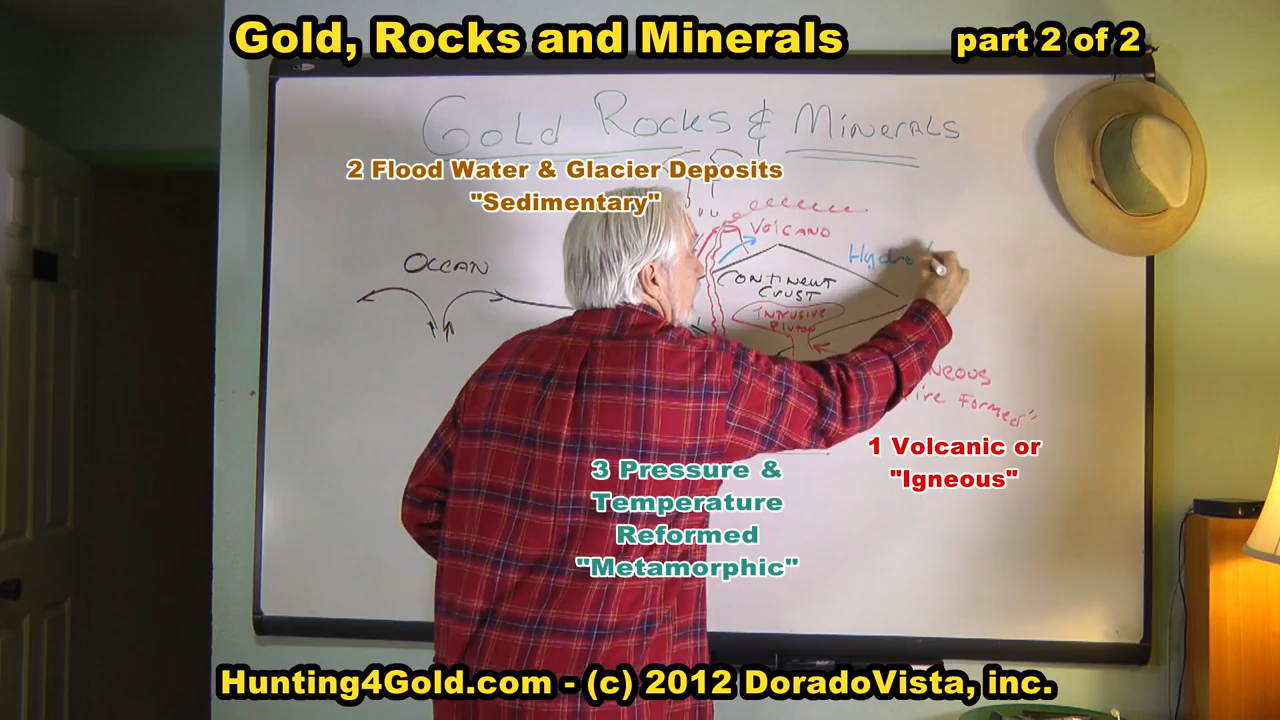 Gold, Rocks and Minerals
part 2 of 2
Gold Rocks & Minerals
2 Flood Water & Glacier Deposits
"Sedimentary"
Volcano
Ocean
Hydro
Continent
Crust
Intrusive
Pluton
neous
ire Formed"
1 Volcanic or
"Igneous"
3 Pressure &
Temperature
Reformed
"Metamorphic"
Hunting4Gold.com - (c) 2012 DoradoVista, inc.